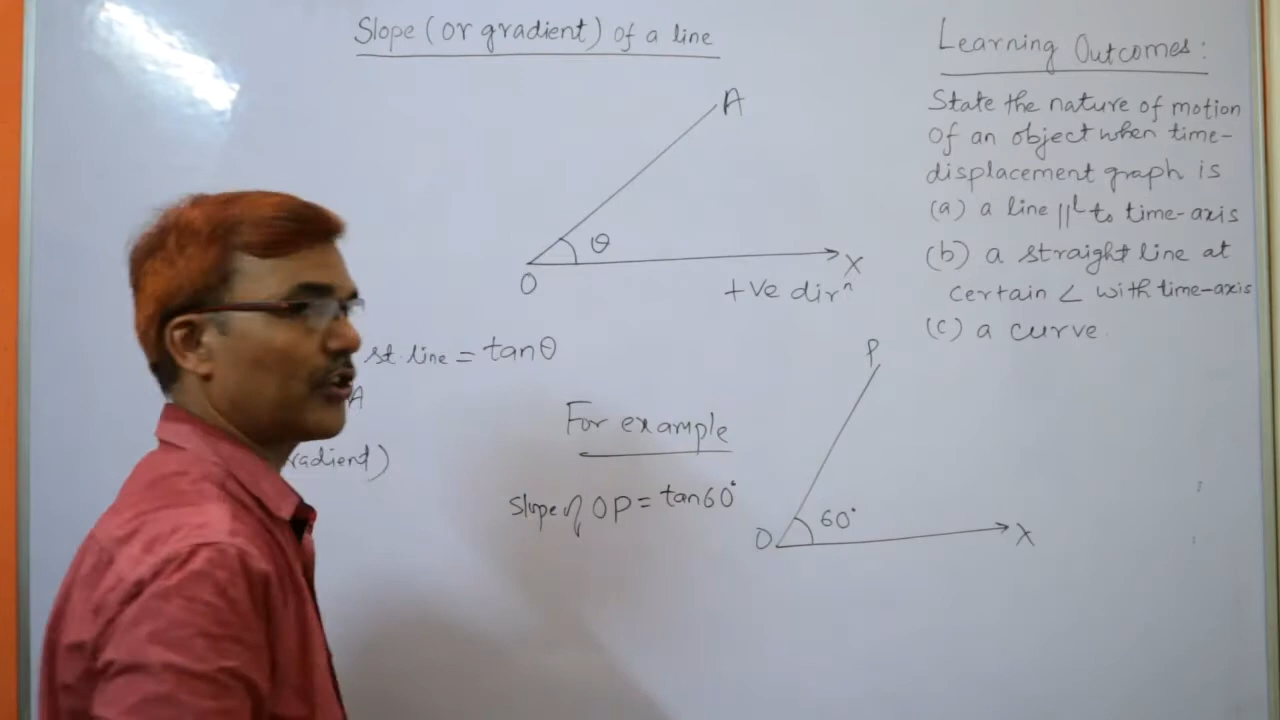 Slope (or gradient) of a line
A
θ
O
X
+ve dirⁿ
st. line = tanθ
A
radient)
For example
Slope of OP = tan60°
P
60°
O
X
Learning Outcomes:
State the nature of motion
of an object when time-
displacement graph is
(a) a line ||ᴸ to time-axis
(b) a straight line at
certain ∠ with time-axis
(c) a curve.